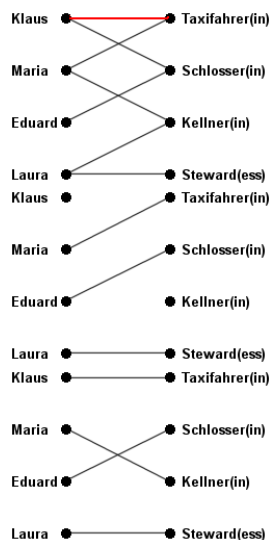 Klaus Taxifahrer(in)
Maria Schlosser(in)
Eduard Kellner(in)
Laura Steward(ess)
Klaus Taxifahrer(in)
Maria Schlosser(in)
Eduard Kellner(in)
Laura Steward(ess)
Klaus Taxifahrer(in)
Maria Schlosser(in)
Eduard Kellner(in)
Laura Steward(ess)